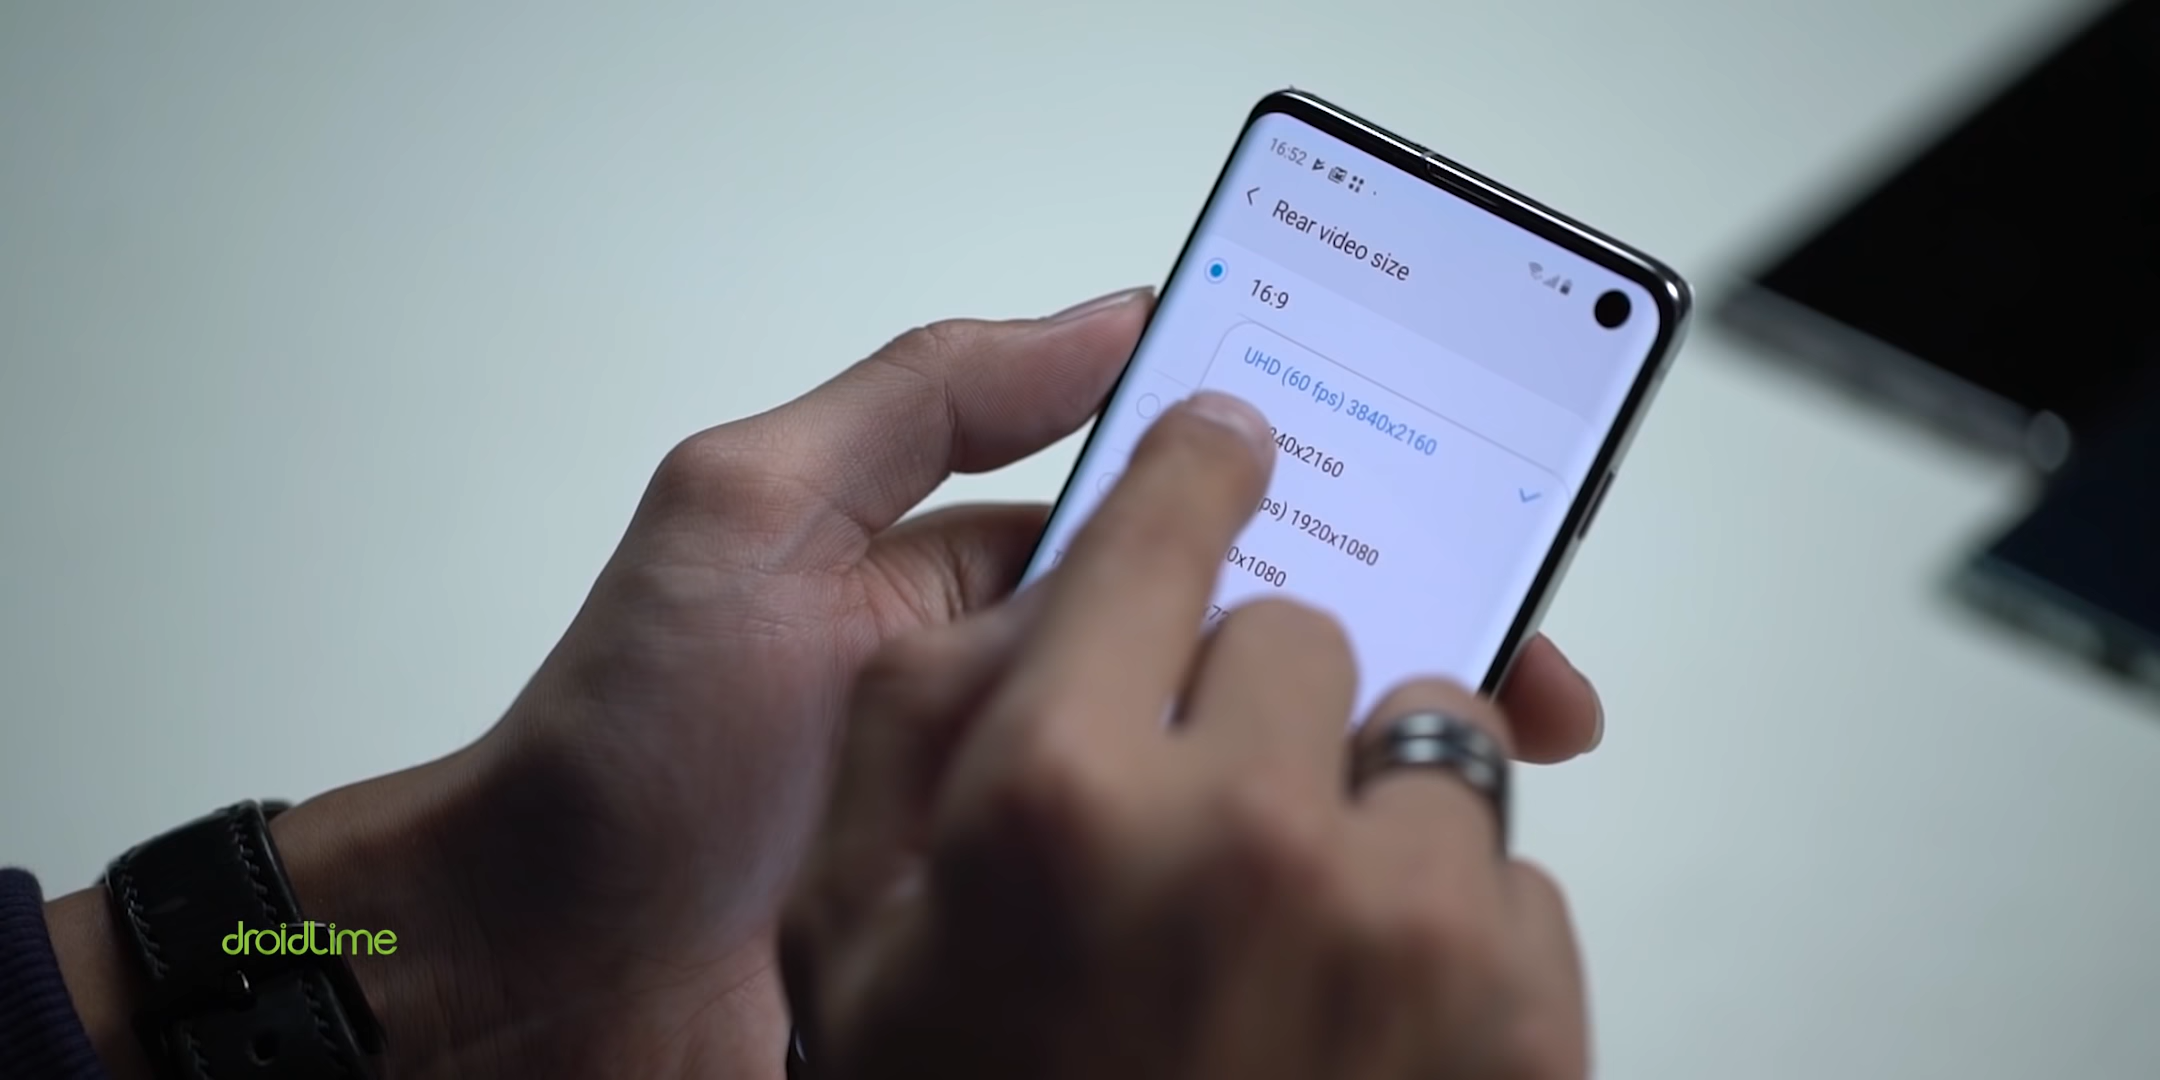 16:52
Rear video size
16:9
UHD (60 fps) 3840x2160
840x2160
ps) 1920x1080
0x1080
droidtime